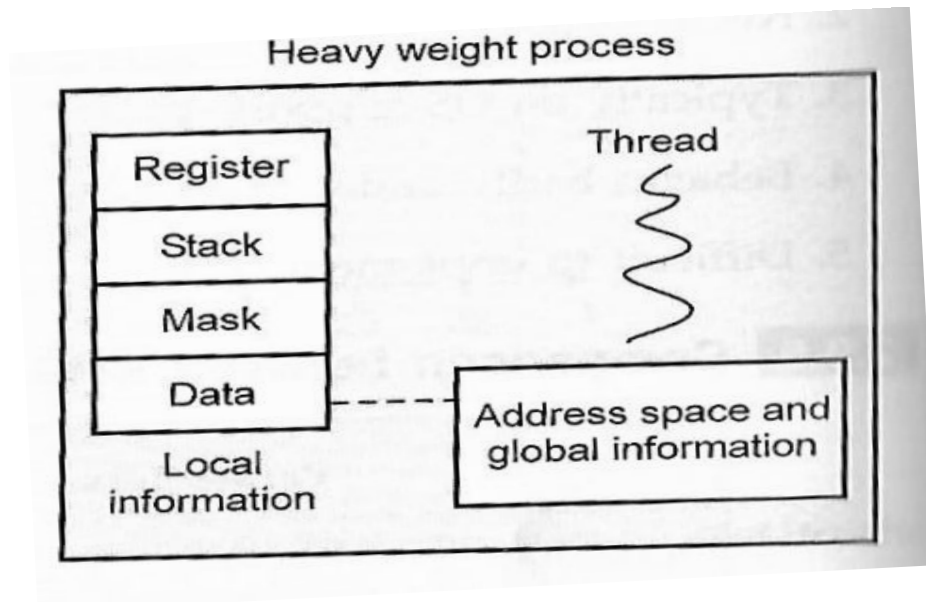 Heavy weight process
Register
Stack
Mask
Data
Local
information
Thread
Address space and
global information